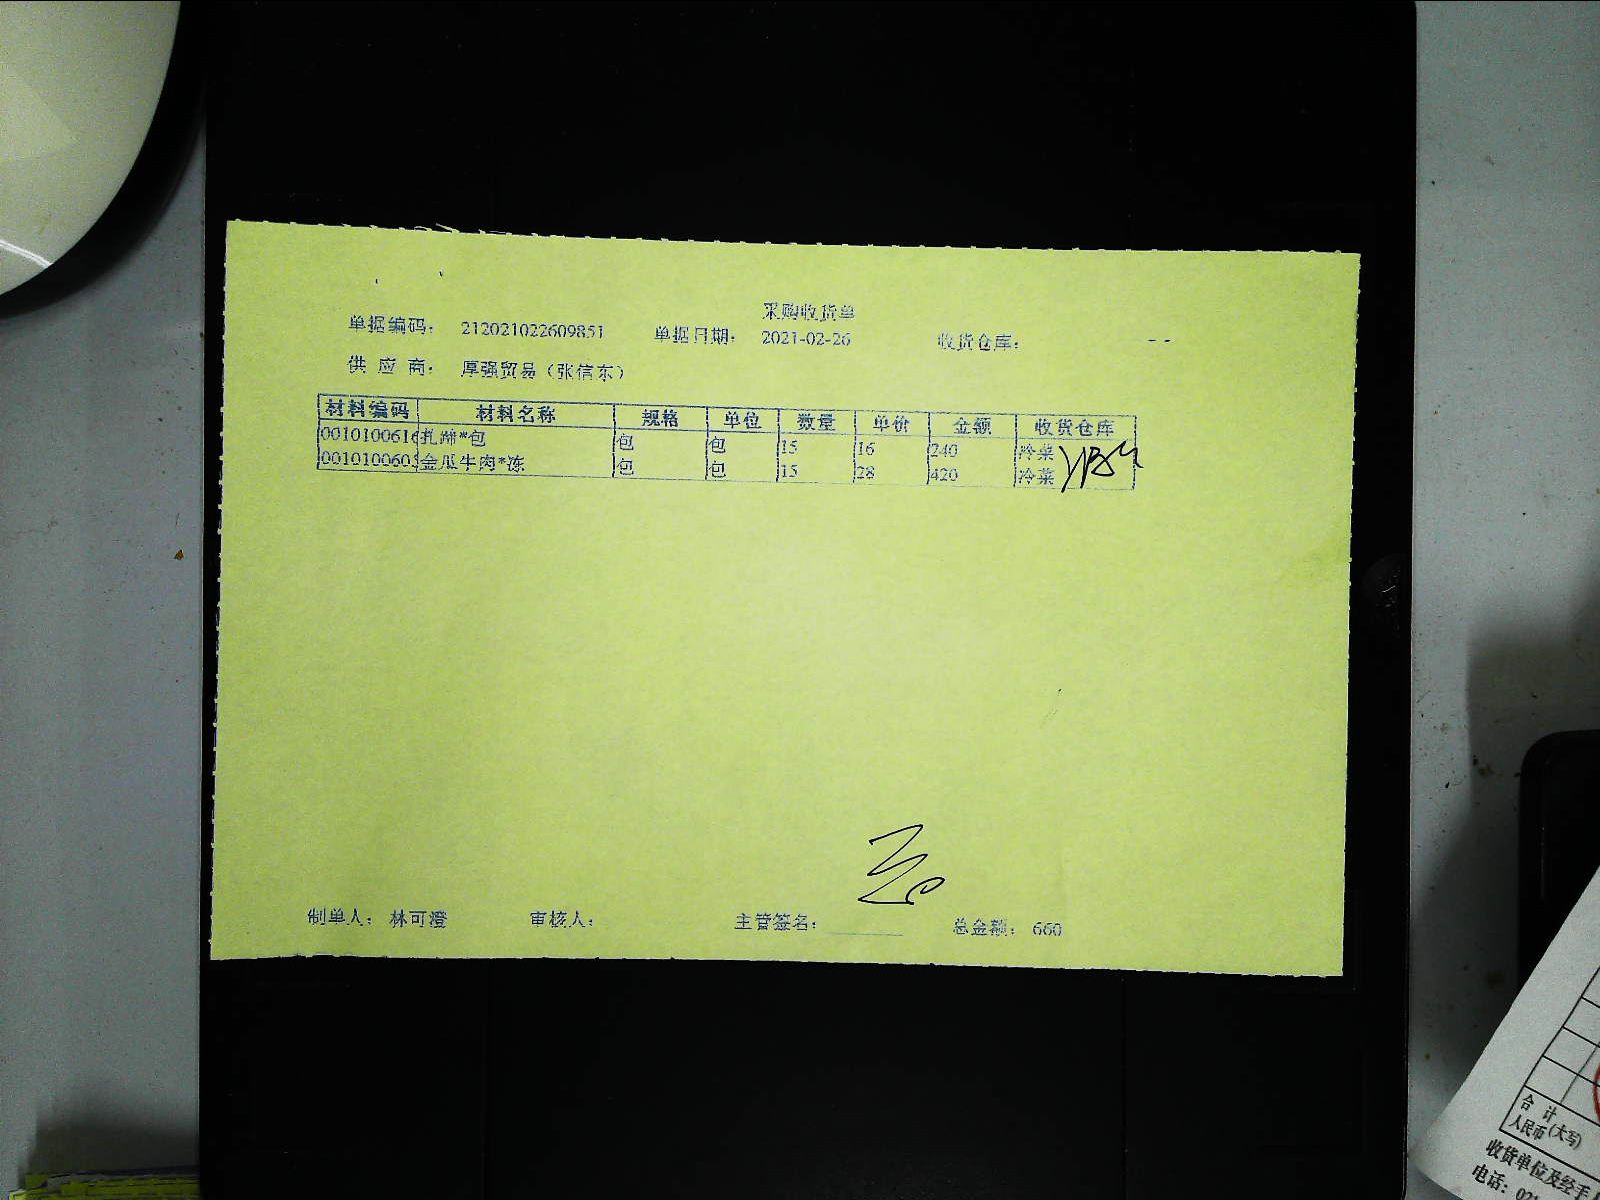 采购收货单
单据编码： 212021022609851 单据日期： 2021-02-26 收货仓库： --
供 应 商： 厚强贸易（张信东）
材料编码 材料名称 规格 单位 数量 单价 金额 收货仓库
0010100616 扎蹄*包 包 包 15 16 240 冷菜
001010060 金瓜牛肉*冻 包 包 15 28 420 冷菜
制单人： 林可澄 审核人： 主管签名： 总金额： 660
合 计
人民币（大写）
收货单位及经手
电话： 021